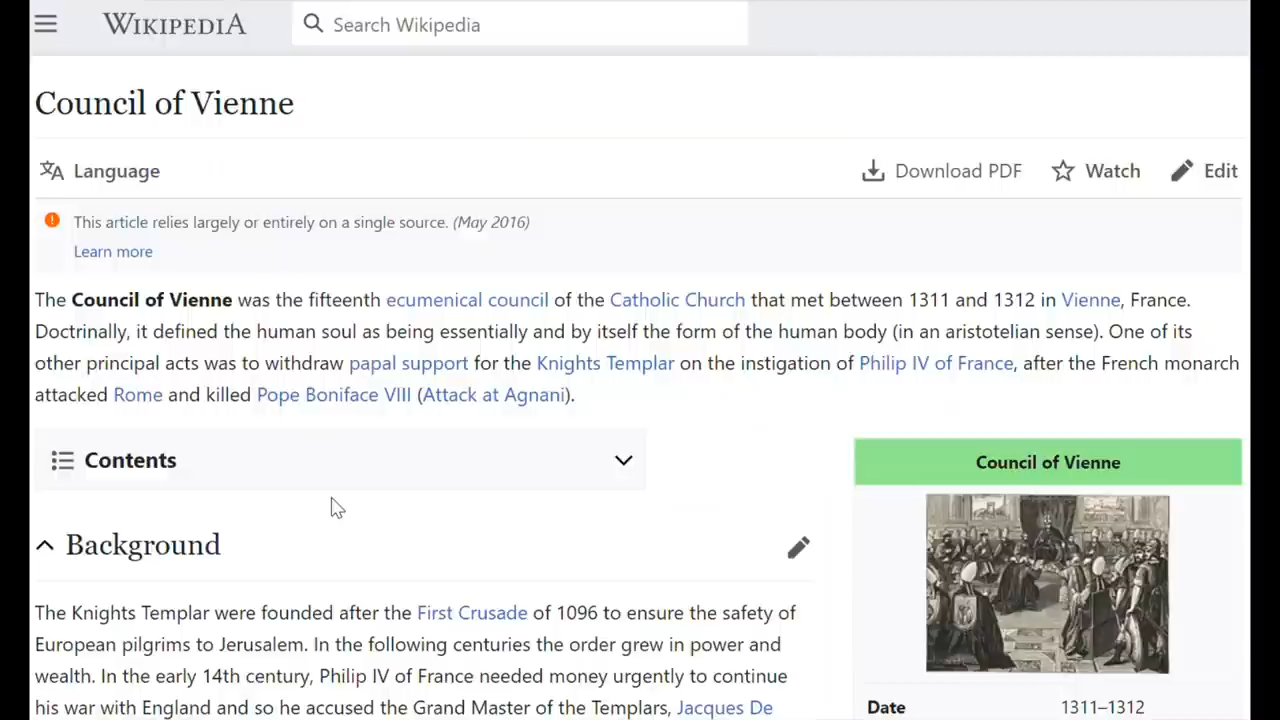 WIKIPEDIA
Search Wikipedia
Council of Vienne
Language
Download PDF
Watch
Edit
This article relies largely or entirely on a single source. (May 2016)
Learn more
The Council of Vienne was the fifteenth ecumenical council of the Catholic Church that met between 1311 and 1312 in Vienne, France.
Doctrinally, it defined the human soul as being essentially and by itself the form of the human body (in an aristotelian sense). One of its
other principal acts was to withdraw papal support for the Knights Templar on the instigation of Philip IV of France, after the French monarch
attacked Rome and killed Pope Boniface VIII (Attack at Agnani).
Contents
Council of Vienne
Background
The Knights Templar were founded after the First Crusade of 1096 to ensure the safety of
European pilgrims to Jerusalem. In the following centuries the order grew in power and
wealth. In the early 14th century, Philip IV of France needed money urgently to continue
his war with England and so he accused the Grand Master of the Templars, Jacques De
Date 1311–1312